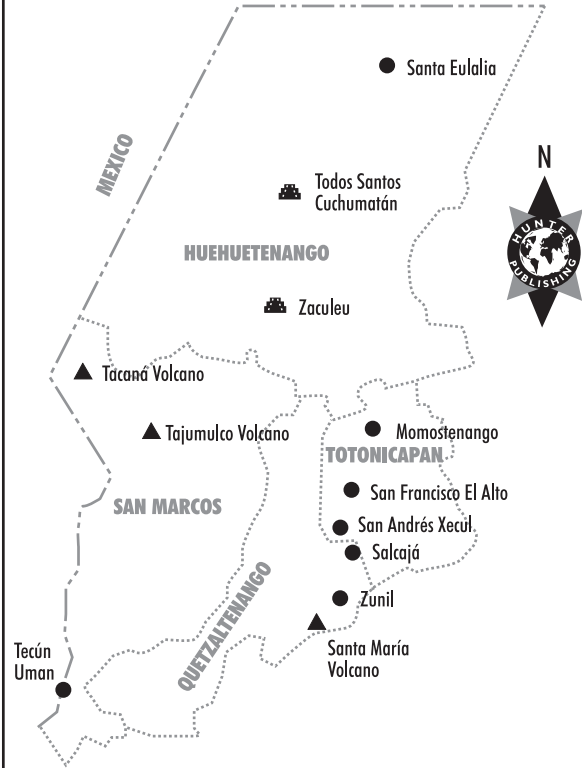 Santa Eulalia
MEXICO
N
HUNTER
PUBLISHING
Todos Santos
Cuchumatán
HUEHUETENANGO
Zaculeu
Tacaná Volcano
Tajumulco Volcano
Momostenango
TOTONICAPAN
San Francisco El Alto
SAN MARCOS
San Andrés Xecul
Salcajá
QUETZALTENANGO
Zunil
Santa María
Volcano
Tecún
Uman